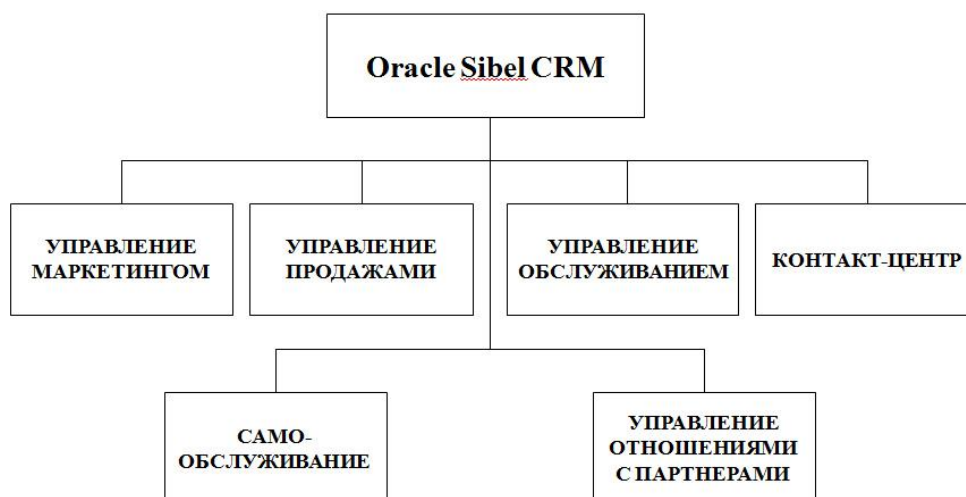 Oracle Sibel CRM
УПРАВЛЕНИЕ
МАРКЕТИНГОМ
УПРАВЛЕНИЕ
ПРОДАЖАМИ
УПРАВЛЕНИЕ
ОБСЛУЖИВАНИЕМ
КОНТАКТ-ЦЕНТР
САМО-
ОБСЛУЖИВАНИЕ
УПРАВЛЕНИЕ
ОТНОШЕНИЯМИ
С ПАРТНЕРАМИ